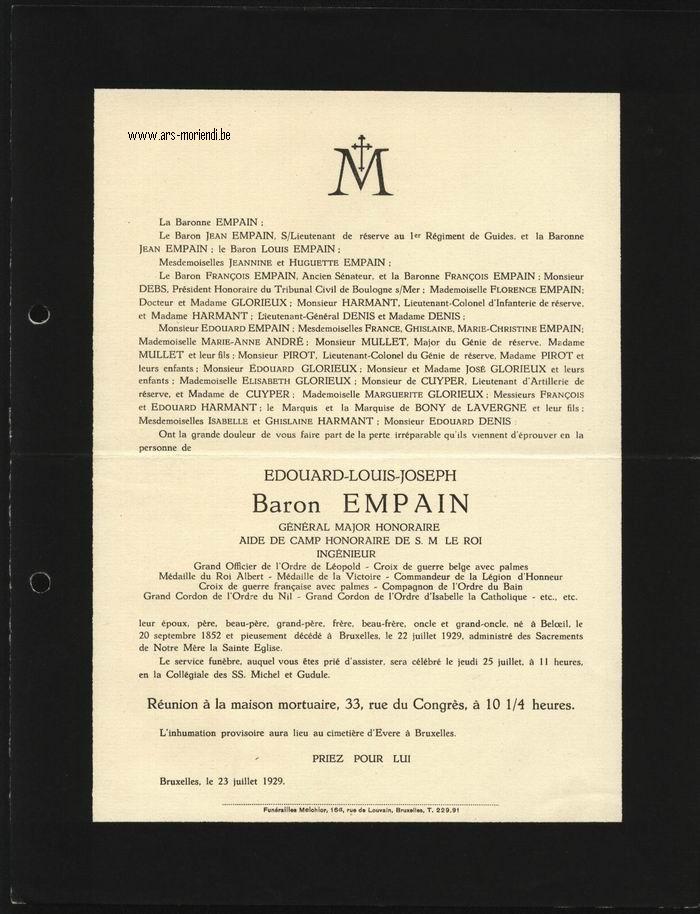 www.ars-moriendi.be
M
La Baronne EMPAIN ;
Le Baron JEAN EMPAIN, S/Lieutenant de réserve au 1er Régiment de Guides, et la Baronne
JEAN EMPAIN ; le Baron LOUIS EMPAIN ;
Mesdemoiselles JEANNINE et HUGUETTE EMPAIN ;
Le Baron FRANÇOIS EMPAIN, Ancien Sénateur, et la Baronne FRANÇOIS EMPAIN ; Monsieur
DEBS, Président Honoraire du Tribunal Civil de Boulogne s/Mer ; Mademoiselle FLORENCE EMPAIN;
Docteur et Madame GLORIEUX ; Monsieur HARMANT, Lieutenant-Colonel d'Infanterie de réserve,
et Madame HARMANT ; Lieutenant-Général DENIS et Madame DENIS ;
Monsieur EDOUARD EMPAIN ; Mesdemoiselles FRANCE, GHISLAINE, MARIE-CHRISTINE EMPAIN;
Mademoiselle MARIE-ANNE ANDRÉ ; Monsieur MULLET, Major du Génie de réserve, Madame
MULLET et leur fils ; Monsieur PIROT, Lieutenant-Colonel du Génie de réserve, Madame PIROT et
leurs enfants ; Monsieur EDOUARD GLORIEUX ; Monsieur et Madame JOSÉ GLORIEUX et leurs
enfants ; Mademoiselle ELISABETH GLORIEUX ; Monsieur de CUYPER, Lieutenant d'Artillerie de
réserve, et Madame de CUYPER ; Mademoiselle MARGUERITE GLORIEUX ; Messieurs FRANÇOIS
et EDOUARD HARMANT ; le Marquis et la Marquise de BONY de LAVERGNE et leur fils ;
Mesdemoiselles ISABELLE et GHISLAINE HARMANT ; Monsieur EDOUARD DENIS ;
Ont la grande douleur de vous faire part de la perte irréparable qu'ils viennent d'éprouver en la
personne de
EDOUARD-LOUIS-JOSEPH
Baron EMPAIN
GÉNÉRAL MAJOR HONORAIRE
AIDE DE CAMP HONORAIRE DE S. M LE ROI
INGÉNIEUR
Grand Officier de l'Ordre de Léopold - Croix de guerre belge avec palmes
Médaille du Roi Albert - Médaille de la Victoire - Commandeur de la Légion d'Honneur
Croix de guerre française avec palmes - Compagnon de l'Ordre du Bain
Grand Cordon de l'Ordre du Nil - Grand Cordon de l'Ordre d'Isabelle la Catholique - etc., etc.
leur époux, père, beau-père, grand-père, frère, beau-frère, oncle et grand-oncle, né à Belœil, le
20 septembre 1852 et pieusement décédé à Bruxelles, le 22 juillet 1929, administré des Sacrements
de Notre Mère la Sainte Eglise.
Le service funèbre, auquel vous êtes prié d'assister, sera célébré le jeudi 25 juillet, à 11 heures,
en la Collégiale des SS. Michel et Gudule.
Réunion à la maison mortuaire, 33, rue du Congrès, à 10 1/4 heures.
L'inhumation provisoire aura lieu au cimetière d'Evere à Bruxelles.
PRIEZ POUR LUI
Bruxelles, le 23 juillet 1929.
Funérailles Melchior, rue de Louvain, Bruxelles, T. 229.91